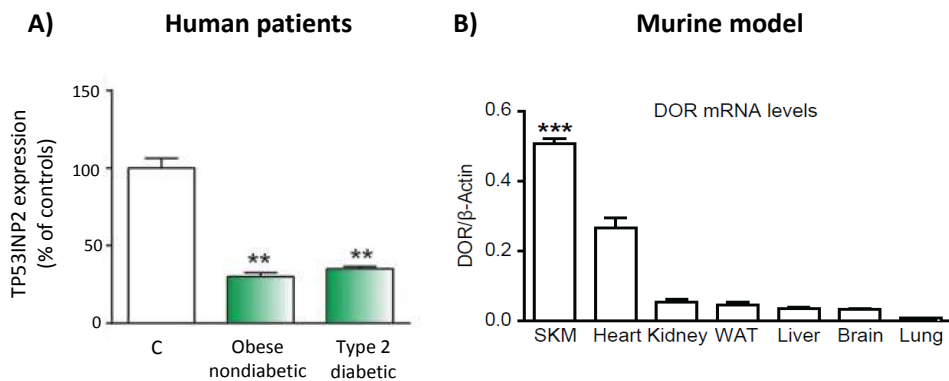 A)
Human patients
TP53INP2 expression
(% of controls)
150
100
50
0
**
**
C
Obese
nondiabetic
Type 2
diabetic
B)
Murine model
DOR mRNA levels
DOR/β-Actin
0.6
0.4
0.2
0.0
***
SKM
Heart
Kidney
WAT
Liver
Brain
Lung